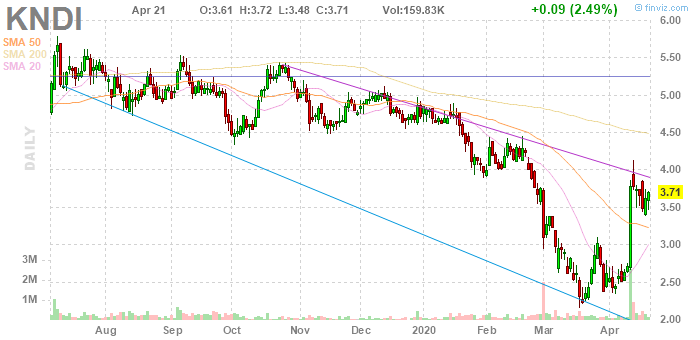 KNDI Apr 21 O:3.61 H:3.72 L:3.48 C:3.71 Vol:159.83K +0.09 (2.49%)
© finviz.com
SMA 50
SMA 200
SMA 20
DAILY
6.00
5.50
5.00
4.50
4.00
3.71
3.50
3.00
2.50
2.00
3M
2M
1M
Aug Sep Oct Nov Dec 2020 Feb Mar Apr